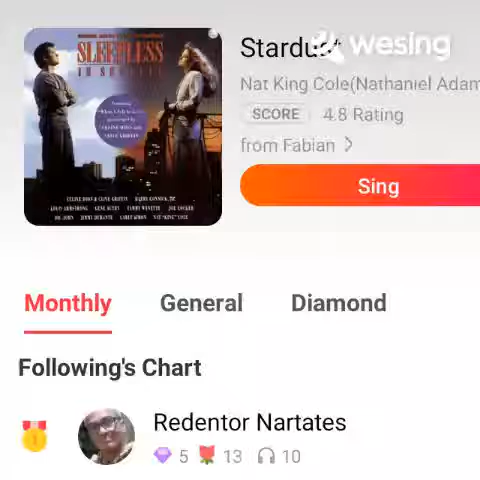 SLEEPLESS
IN SEATTLE
Stardust
wesing
Nat King Cole(Nathaniel Adam
SCORE
4.8 Rating
from Fabian >
Sing
Monthly
General
Diamond
Following's Chart
1
Redentor Nartates
5
13
10